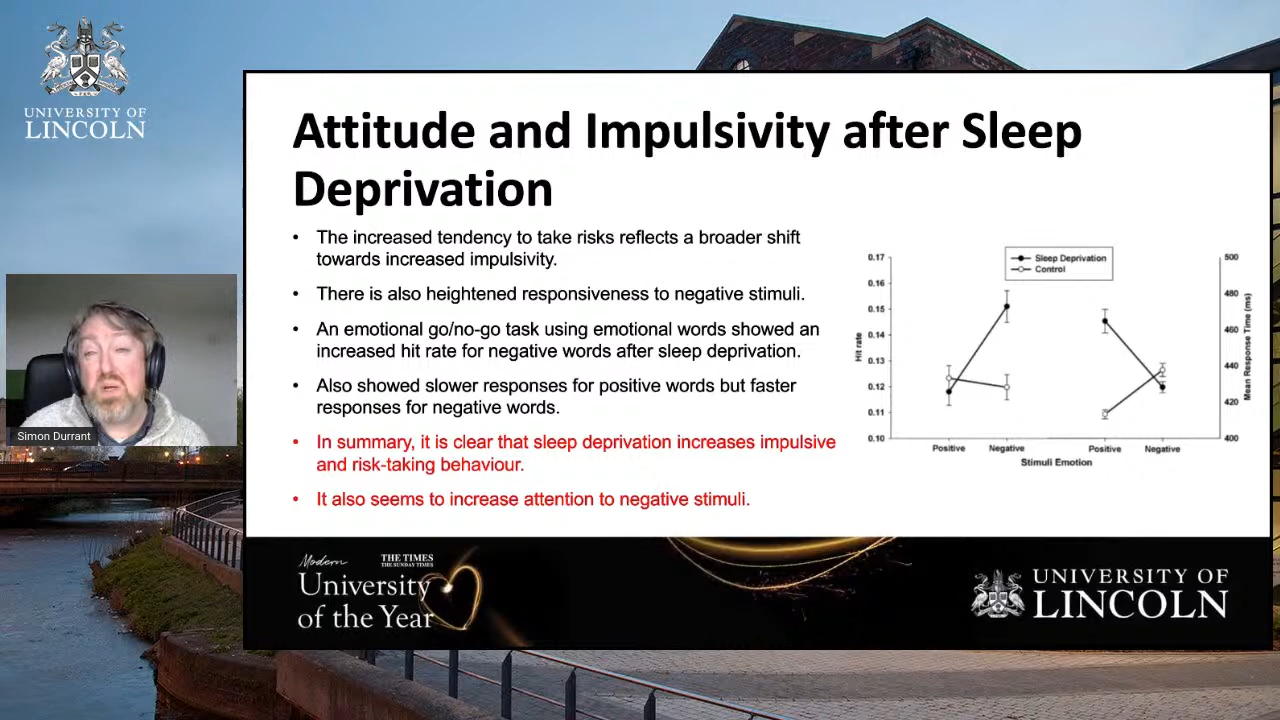 UNIVERSITY OF
LINCOLN
Attitude and Impulsivity after Sleep
Deprivation
• The increased tendency to take risks reflects a broader shift
towards increased impulsivity.
• There is also heightened responsiveness to negative stimuli.
• An emotional go/no-go task using emotional words showed an
increased hit rate for negative words after sleep deprivation.
• Also showed slower responses for positive words but faster
responses for negative words.
• In summary, it is clear that sleep deprivation increases impulsive
and risk-taking behaviour.
• It also seems to increase attention to negative stimuli.
Sleep Deprivation
Control
Hit rate
0.17
0.16
0.15
0.14
0.13
0.12
0.11
0.10
500
480
460
440
420
400
Mean Response Time (ms)
Positive Negative Positive Negative
Stimuli Emotion
Simon Durrant
Modern
THE TIMES
THE SUNDAY TIMES
University
of the Year
UNIVERSITY OF
LINCOLN